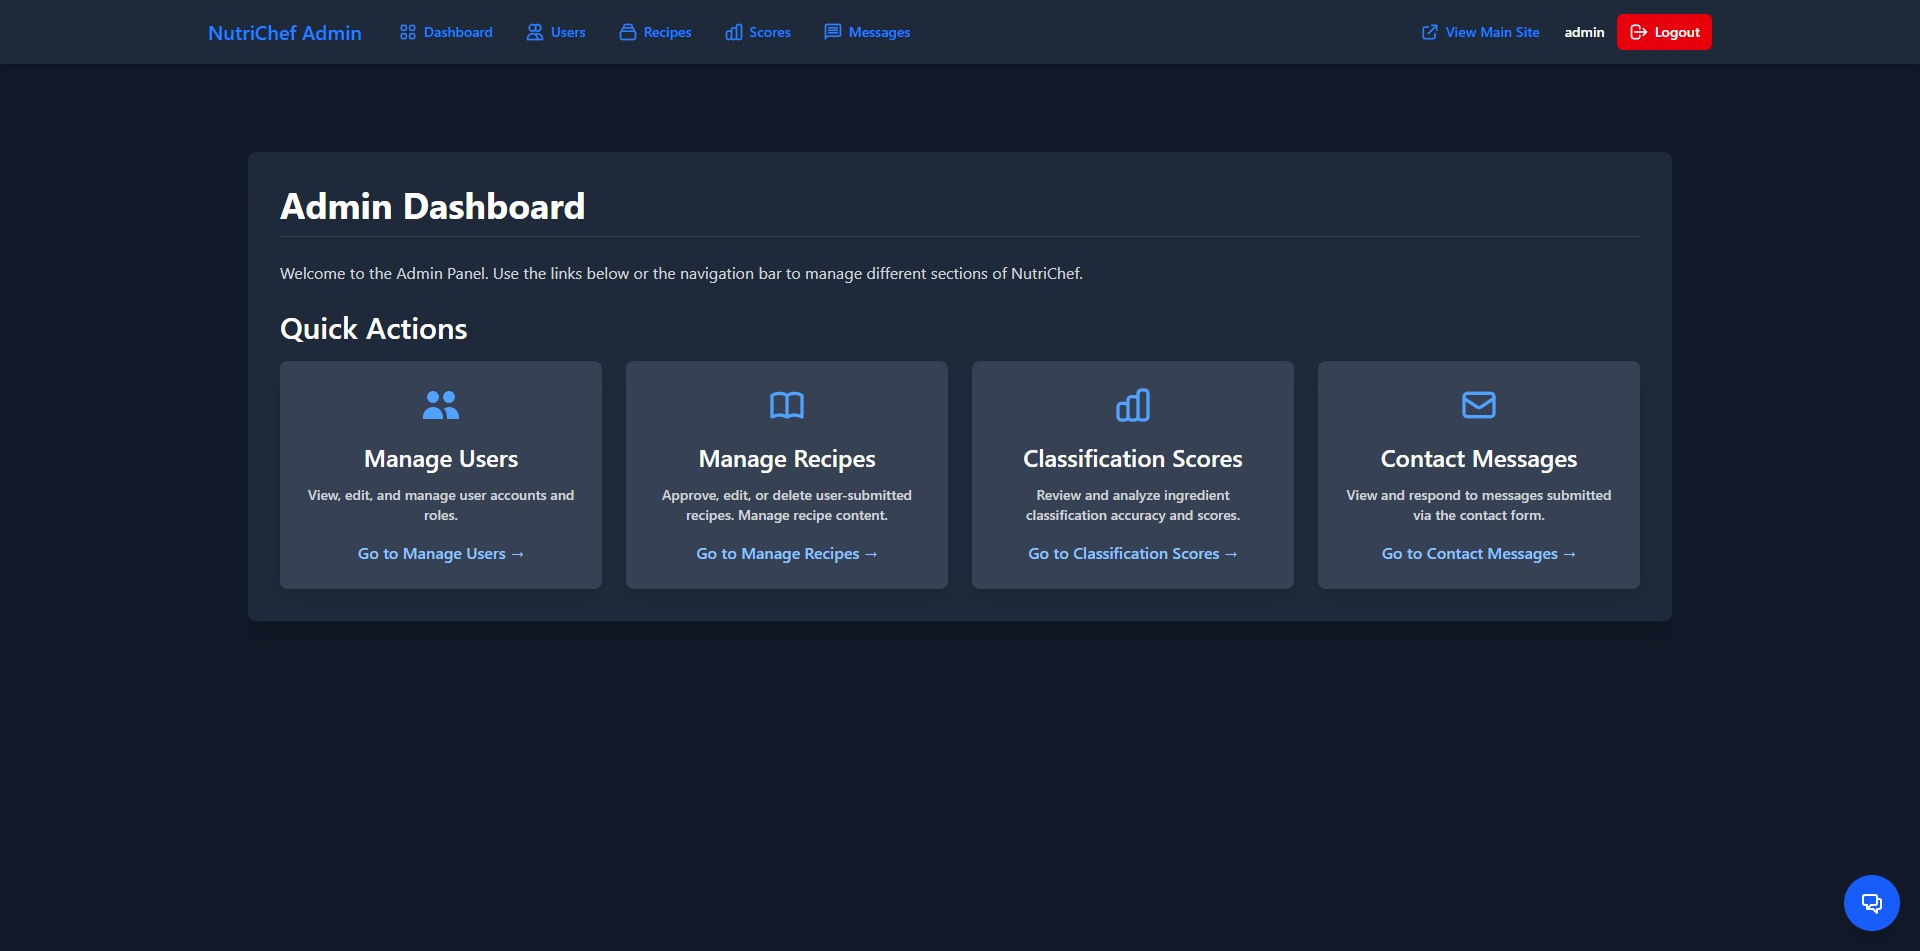 NutriChef Admin
Dashboard
Users
Recipes
Scores
Messages
View Main Site
admin
Logout
Admin Dashboard
Welcome to the Admin Panel. Use the links below or the navigation bar to manage different sections of NutriChef.
Quick Actions
Manage Users
View, edit, and manage user accounts and
roles.
Go to Manage Users →
Manage Recipes
Approve, edit, or delete user-submitted
recipes. Manage recipe content.
Go to Manage Recipes →
Classification Scores
Review and analyze ingredient
classification accuracy and scores.
Go to Classification Scores →
Contact Messages
View and respond to messages submitted
via the contact form.
Go to Contact Messages →